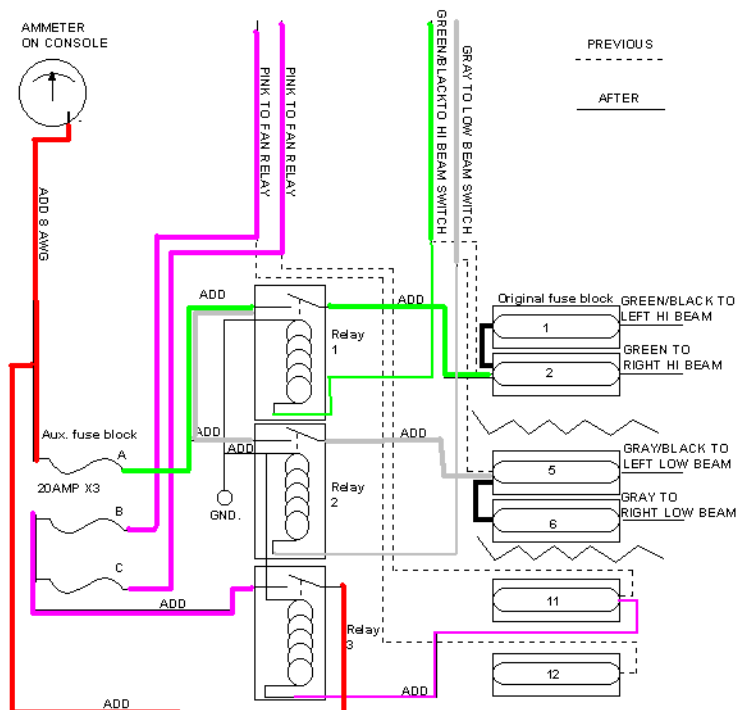 AMMETER
ON CONSOLE
PREVIOUS
AFTER
ADD 8 AWG
PINK TO FAN RELAY
PINK TO FAN RELAY
GREEN/BLACKTO HI BEAM SWITCH
GRAY TO LOW BEAM SWITCH
ADD
ADD
Original fuse block
GREEN/BLACK TO
LEFT HI BEAM
1
Relay
1
GREEN TO
RIGHT HI BEAM
2
Aux. fuse block
A
ADD
ADD
ADD
GRAY/BLACK TO
LEFT LOW BEAM
5
20AMP X3
Relay
2
GRAY TO
RIGHT LOW BEAM
6
B
GND.
C
ADD
11
Relay
3
12
ADD
ADD